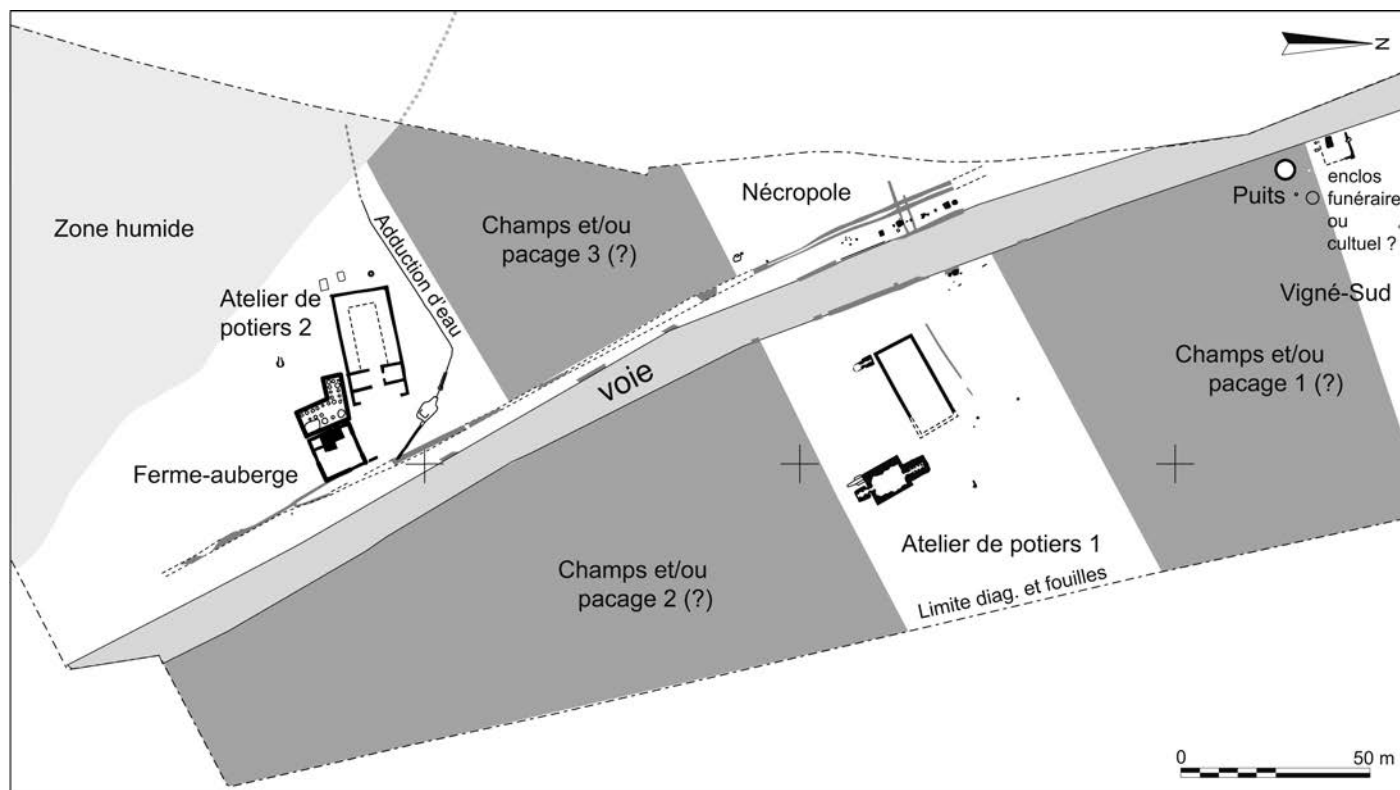 N
Nécropole
Zone humide
Champs et/ou
pacage 3 (?)
Puits
enclos
funéraire
ou
cultuel ?
Adduction d'eau
Atelier de
potiers 2
Vigné-Sud
voie
Champs et/ou
pacage 1 (?)
Ferme-auberge
Atelier de potiers 1
Champs et/ou
pacage 2 (?)
Limite diag. et fouilles
0 50 m